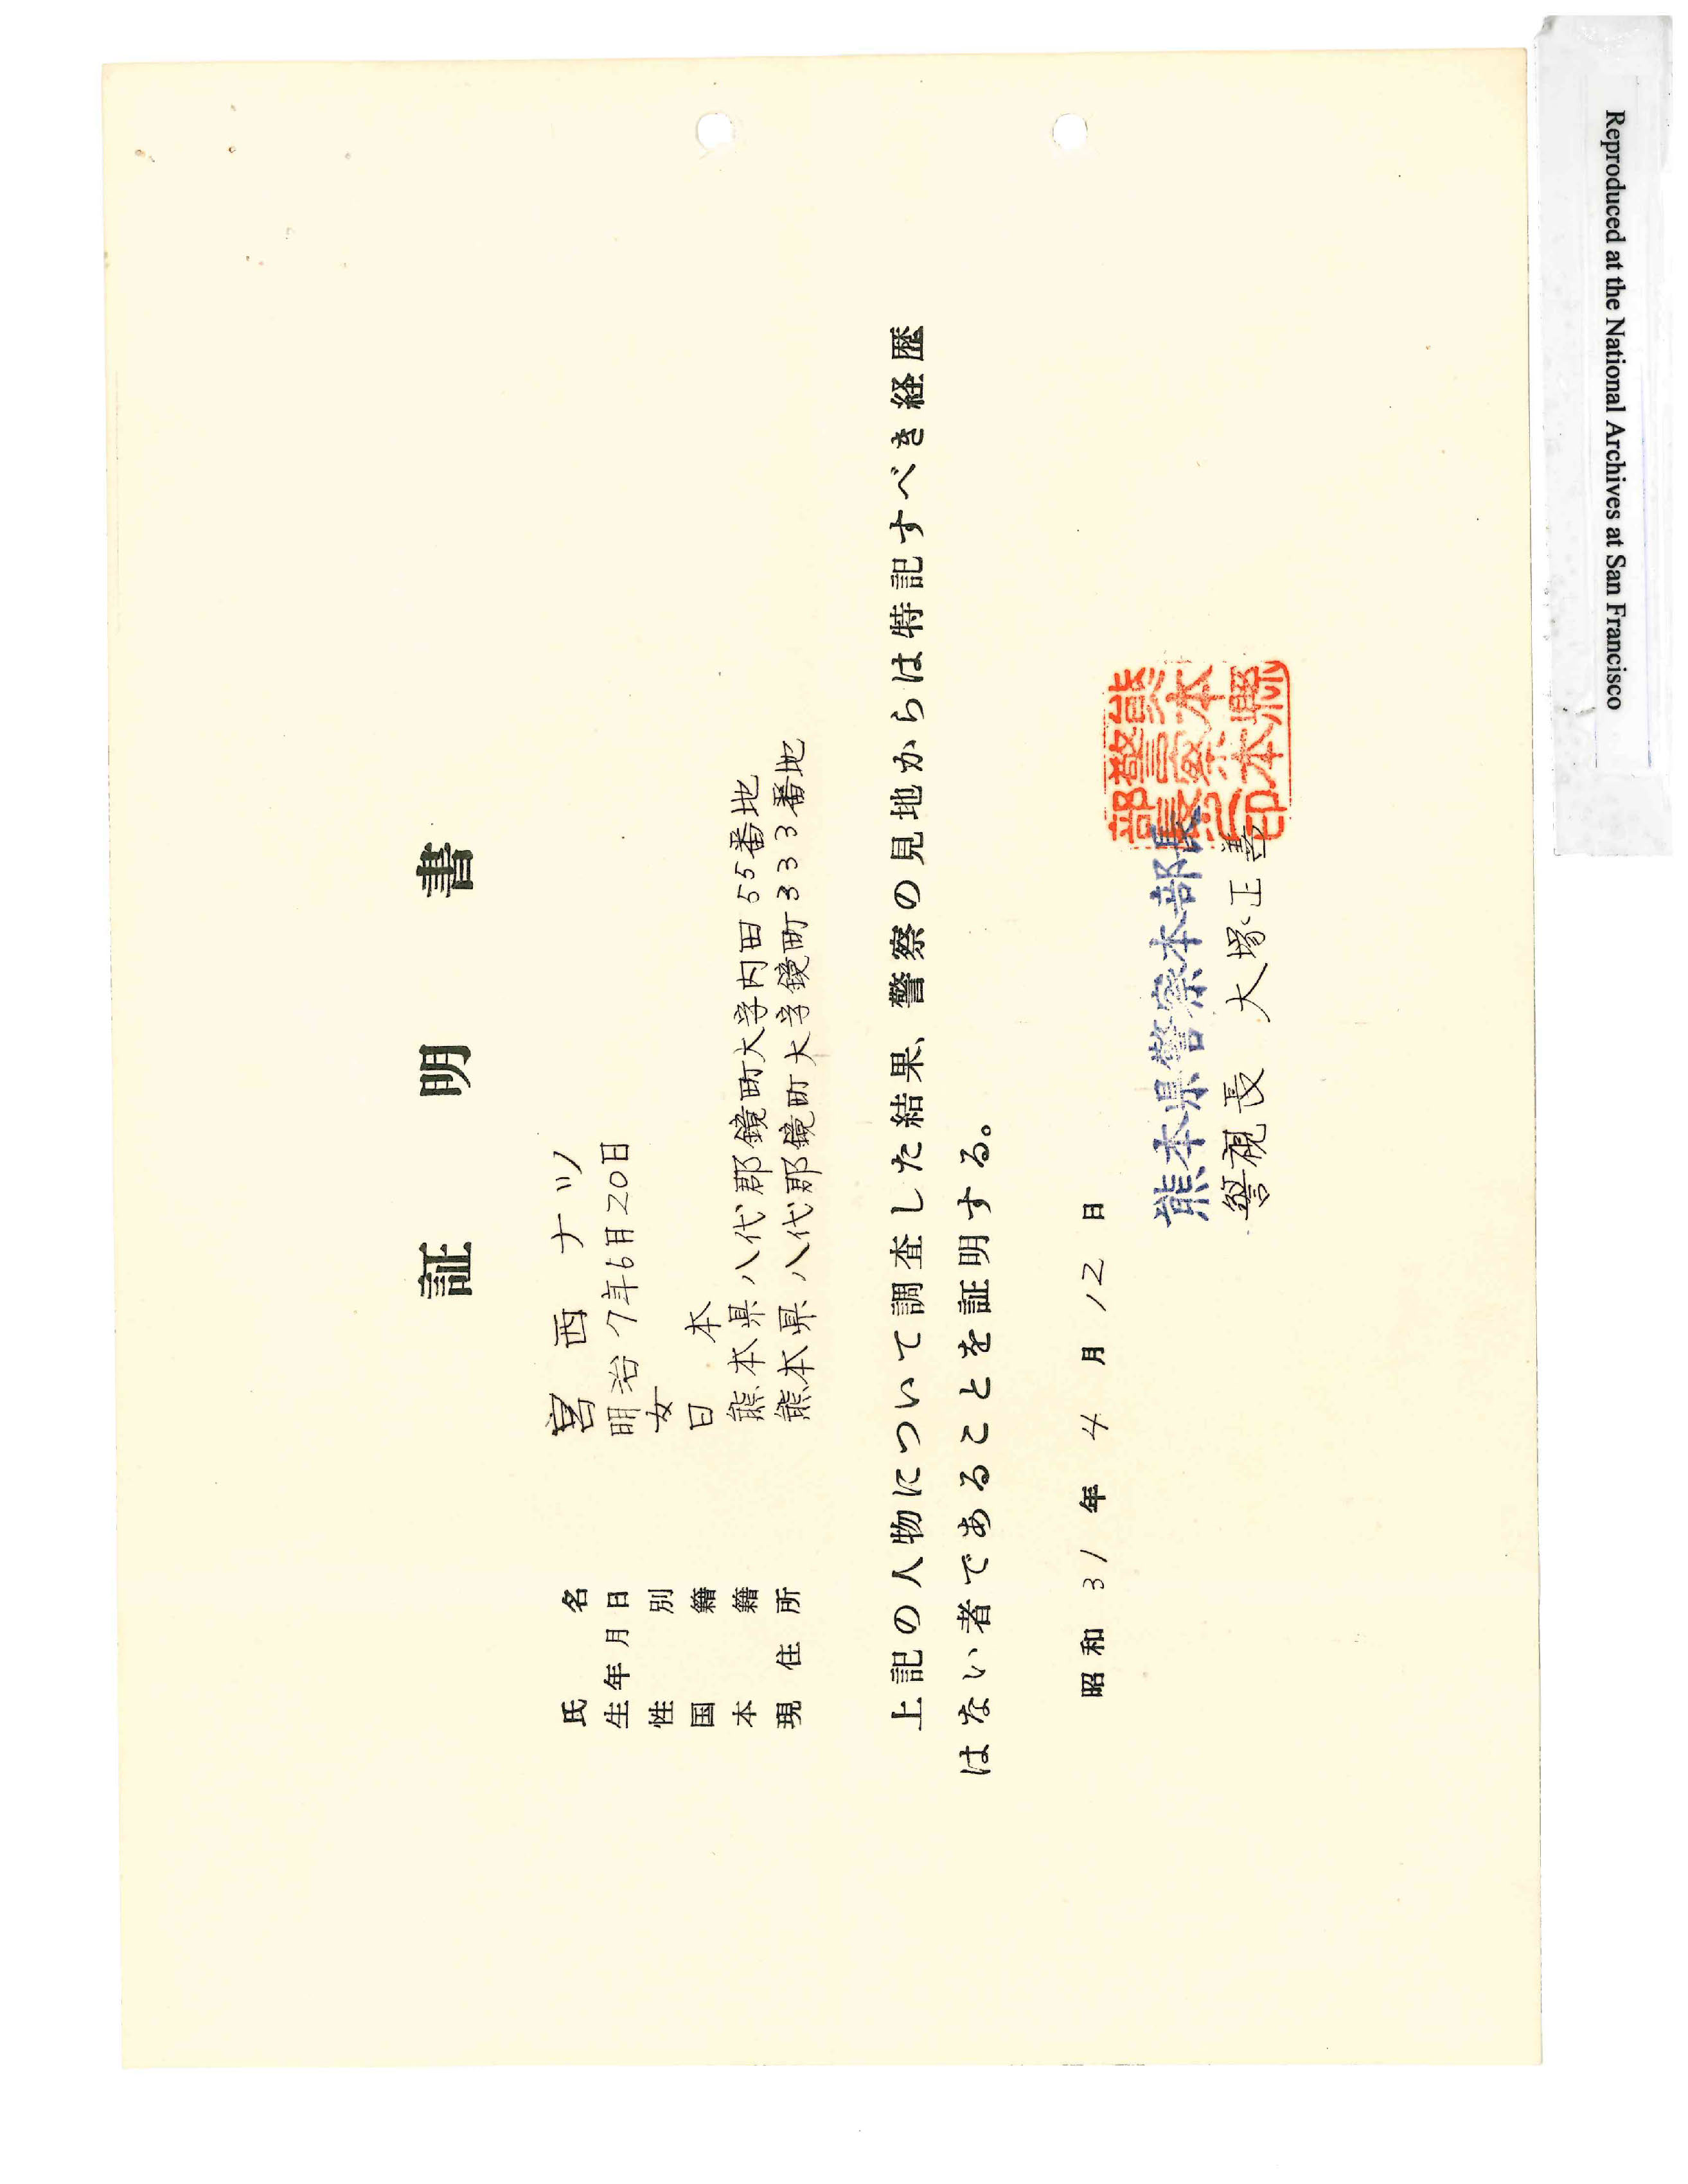 証明書
氏名 宮西ナツ
生年月日 明治7年6月20日
性別 女
国籍 日本
本籍 熊本県八代郡鏡町大字内田55番地
現住所 熊本県八代郡鏡町大字鏡町333番地
上記の人物について調査した結果、警察の見地からは特記すべき経歴
はない者であることを証明する。
昭和31年4月12日
熊本県警察本部長
警視長 大塚正善
熊本縣
本警察
部長印
Reproduced at the National Archives at San Francisco